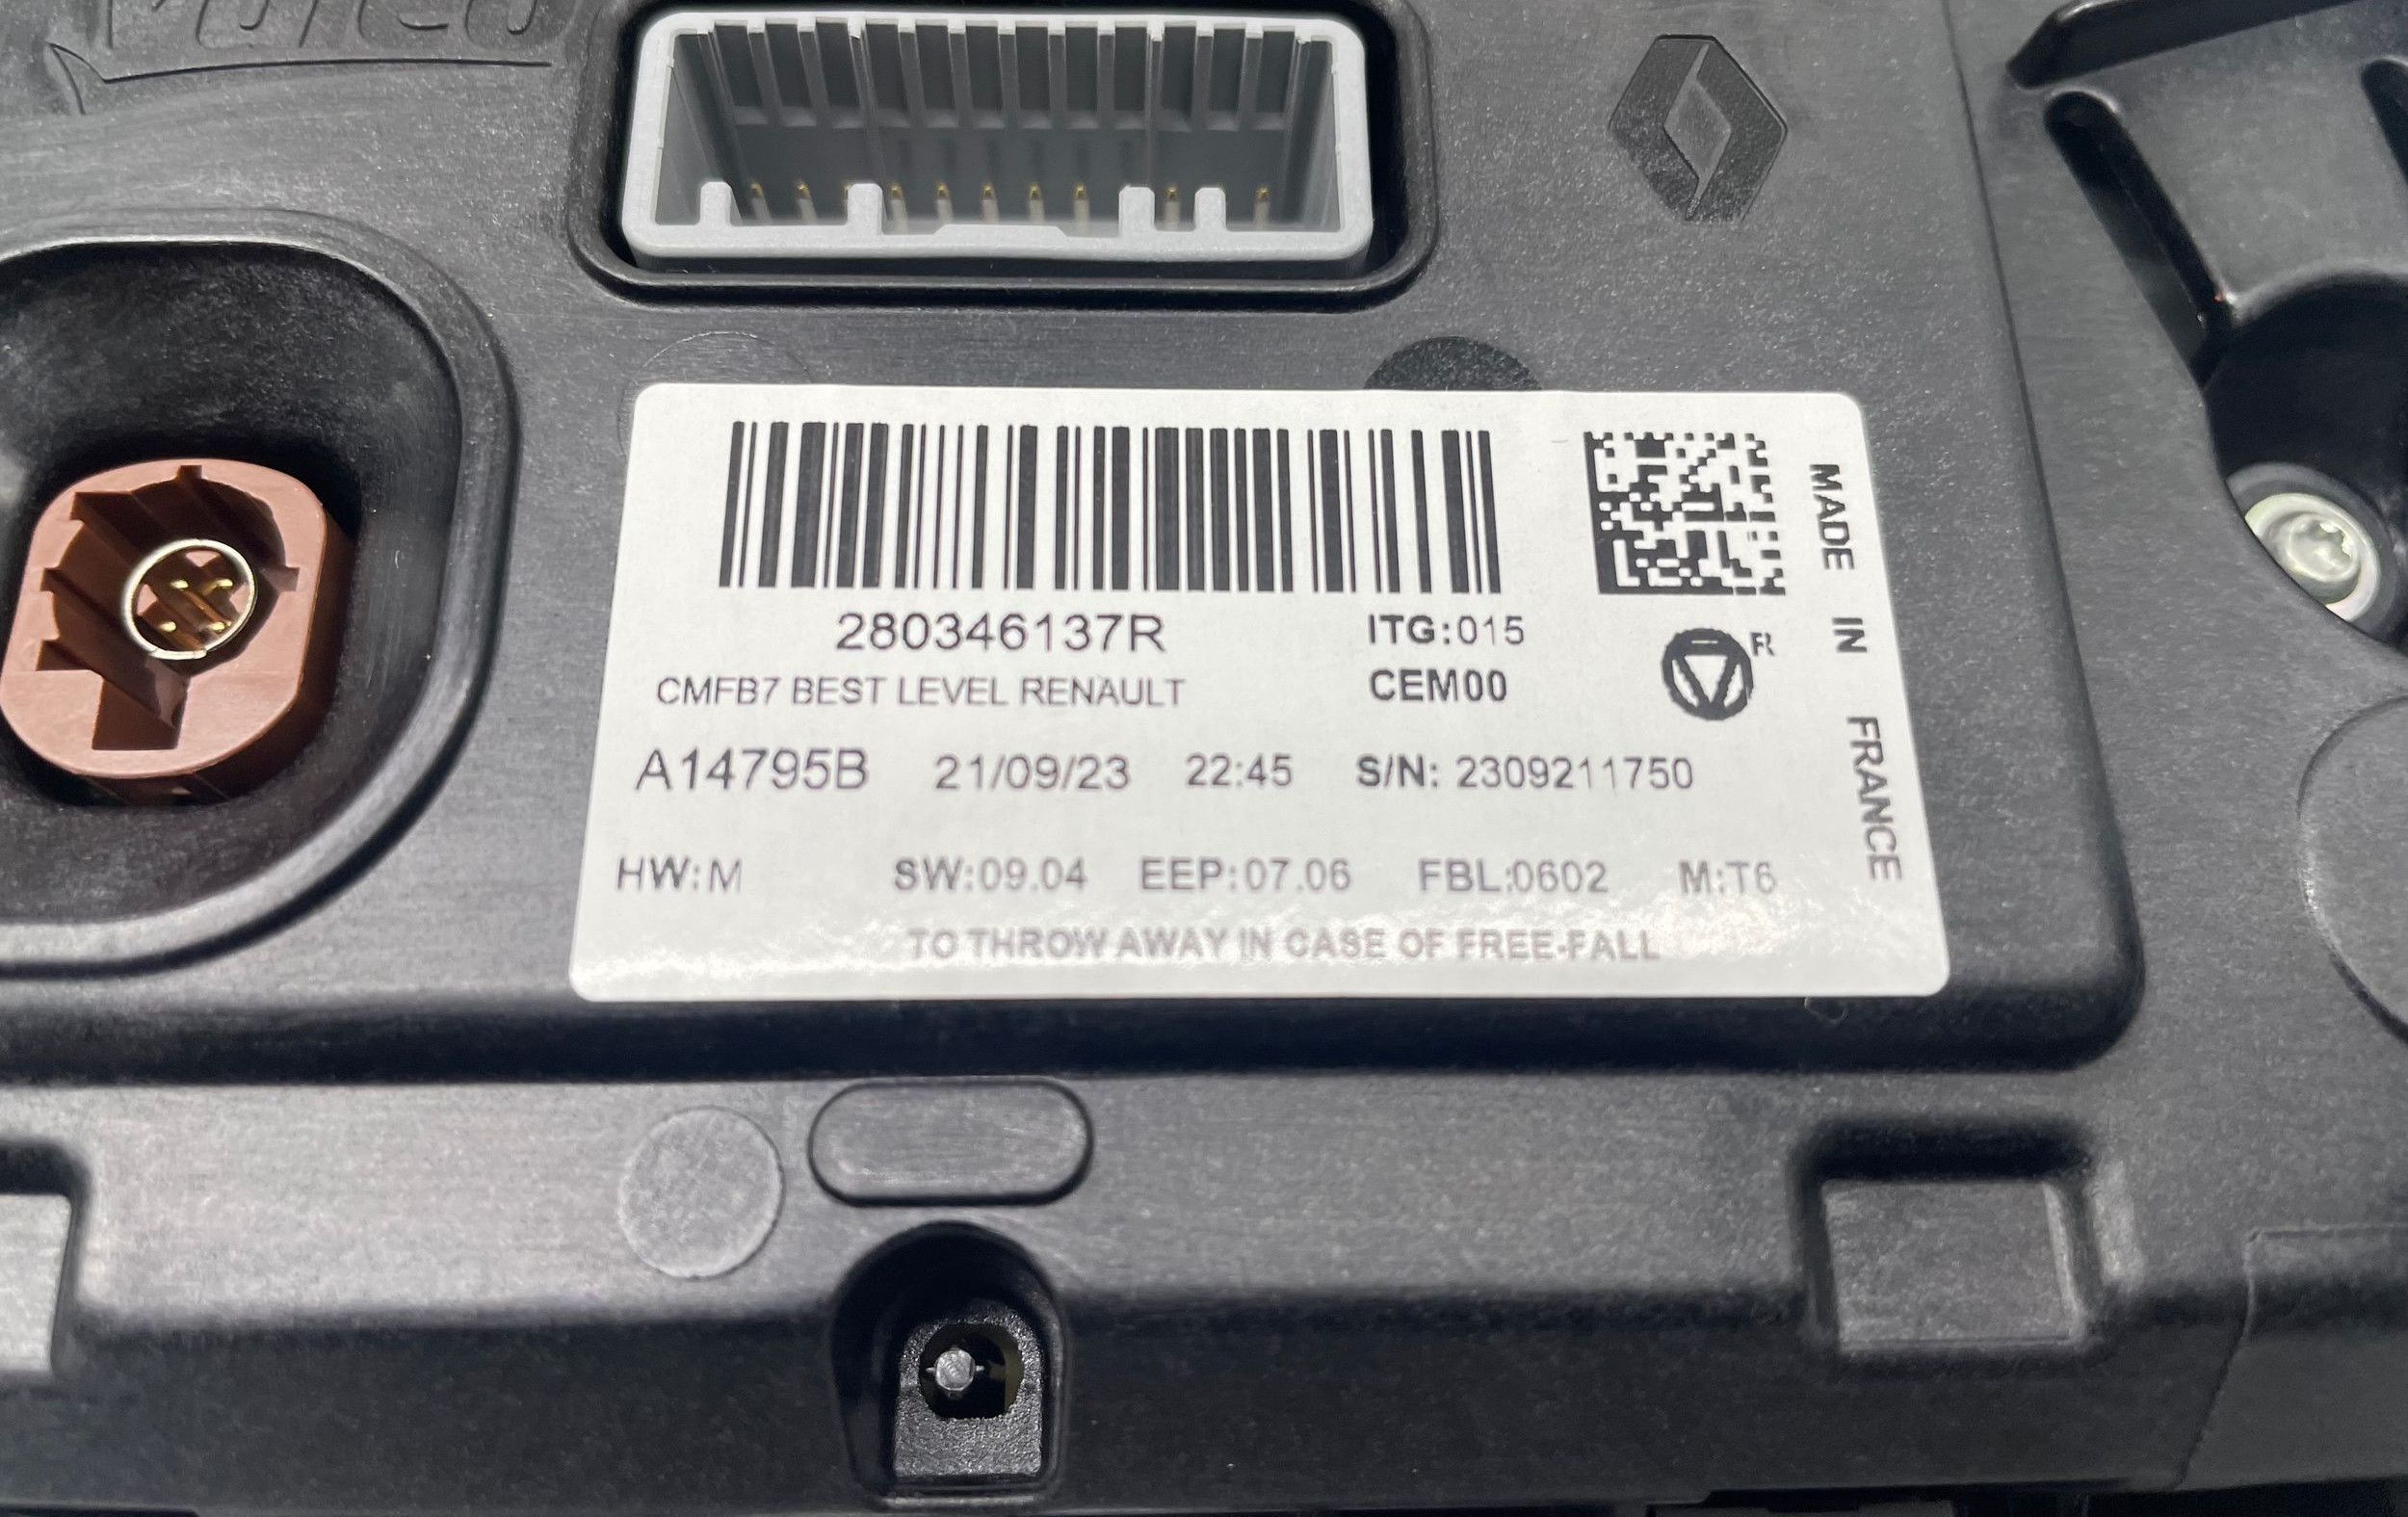 280346137R ITG:015
CMFB7 BEST LEVEL RENAULT CEM00
R
A14795B 21/09/23 22:45 S/N: 2309211750
HW:M SW:09.04 EEP:07.06 FBL:0602 M:T6
TO THROW AWAY IN CASE OF FREE-FALL
MADE IN FRANCE